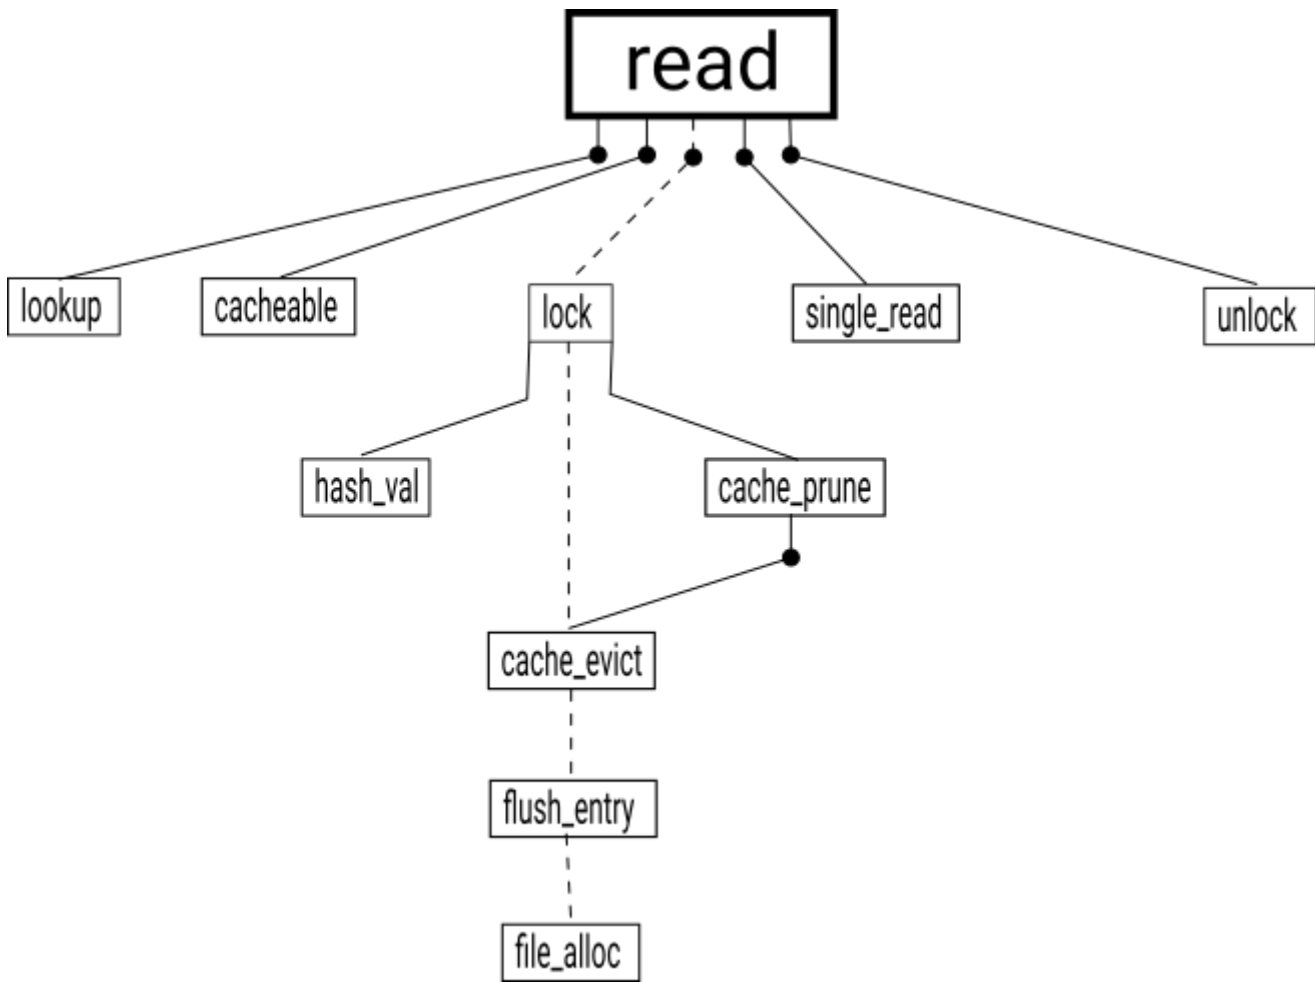 read
lookup
cacheable
lock
single_read
unlock
hash_val
cache_prune
cache_evict
flush_entry
file_alloc